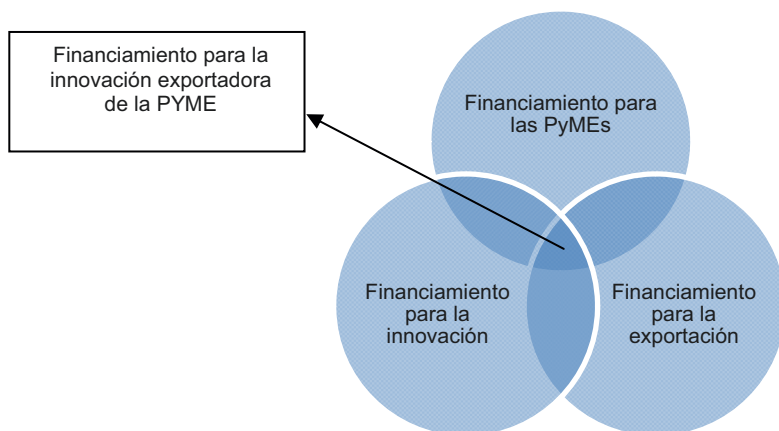 Financiamiento para la
innovación exportadora
de la PYME
Financiamiento para
las PyMEs
Financiamiento
para la
innovación
Financiamiento
para la
exportación